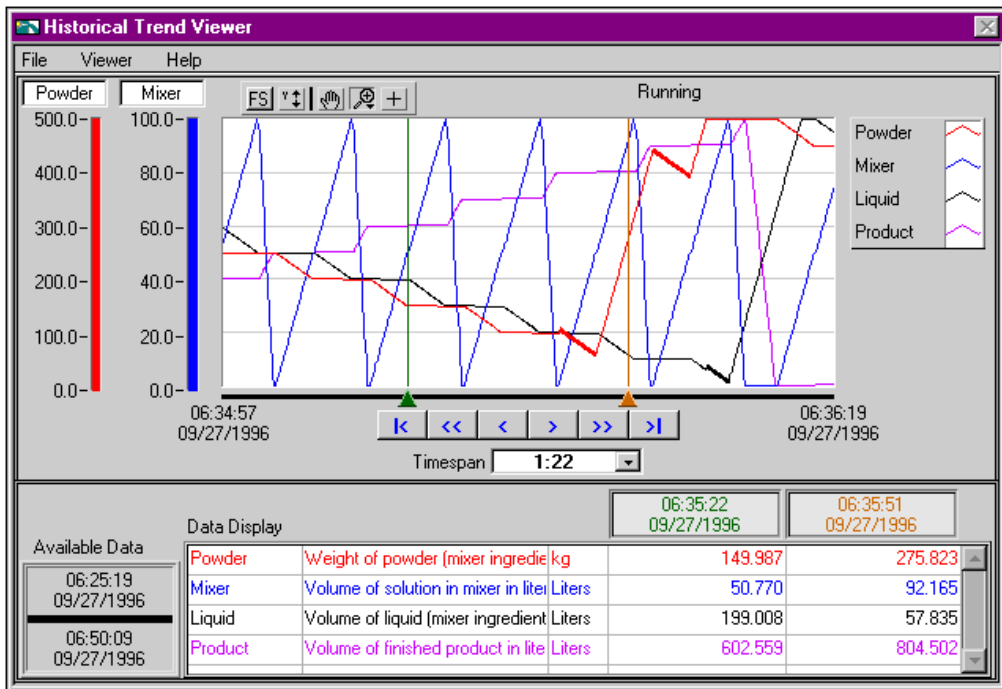 Historical Trend Viewer
File Viewer Help
Powder Mixer
FS Y
Running
500.0 100.0
400.0 80.0
300.0 60.0
200.0 40.0
100.0 20.0
0.0 0.0
Powder
Mixer
Liquid
Product
06:34:57
09/27/1996
06:36:19
09/27/1996
|< << < > >> >|
Timespan 1:22
Data Display
06:35:22
09/27/1996
06:35:51
09/27/1996
Available Data
06:25:19
09/27/1996
06:50:09
09/27/1996
Powder Weight of powder (mixer ingredie kg 149.987 275.823
Mixer Volume of solution in mixer in liter Liters 50.770 92.165
Liquid Volume of liquid (mixer ingredient Liters 199.008 57.835
Product Volume of finished product in lite Liters 602.559 804.502